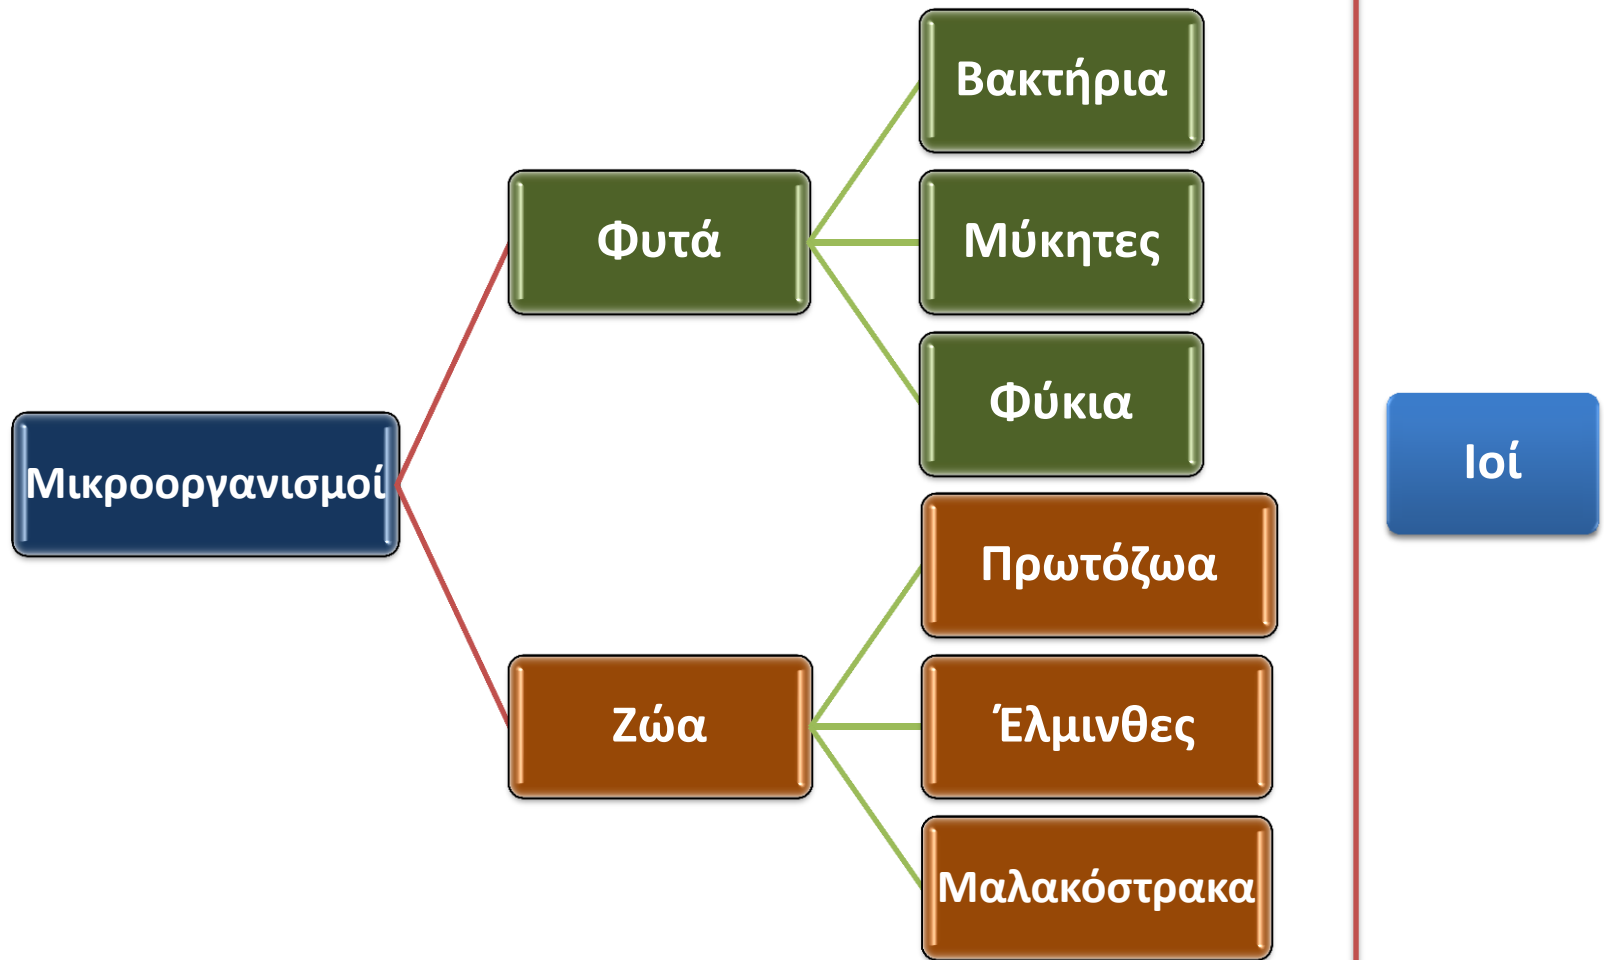 Μικροοργανισμοί
Φυτά
Βακτήρια
Μύκητες
Φύκια
Ζώα
Πρωτόζωα
Έλμινθες
Μαλακόστρακα
Ιοί